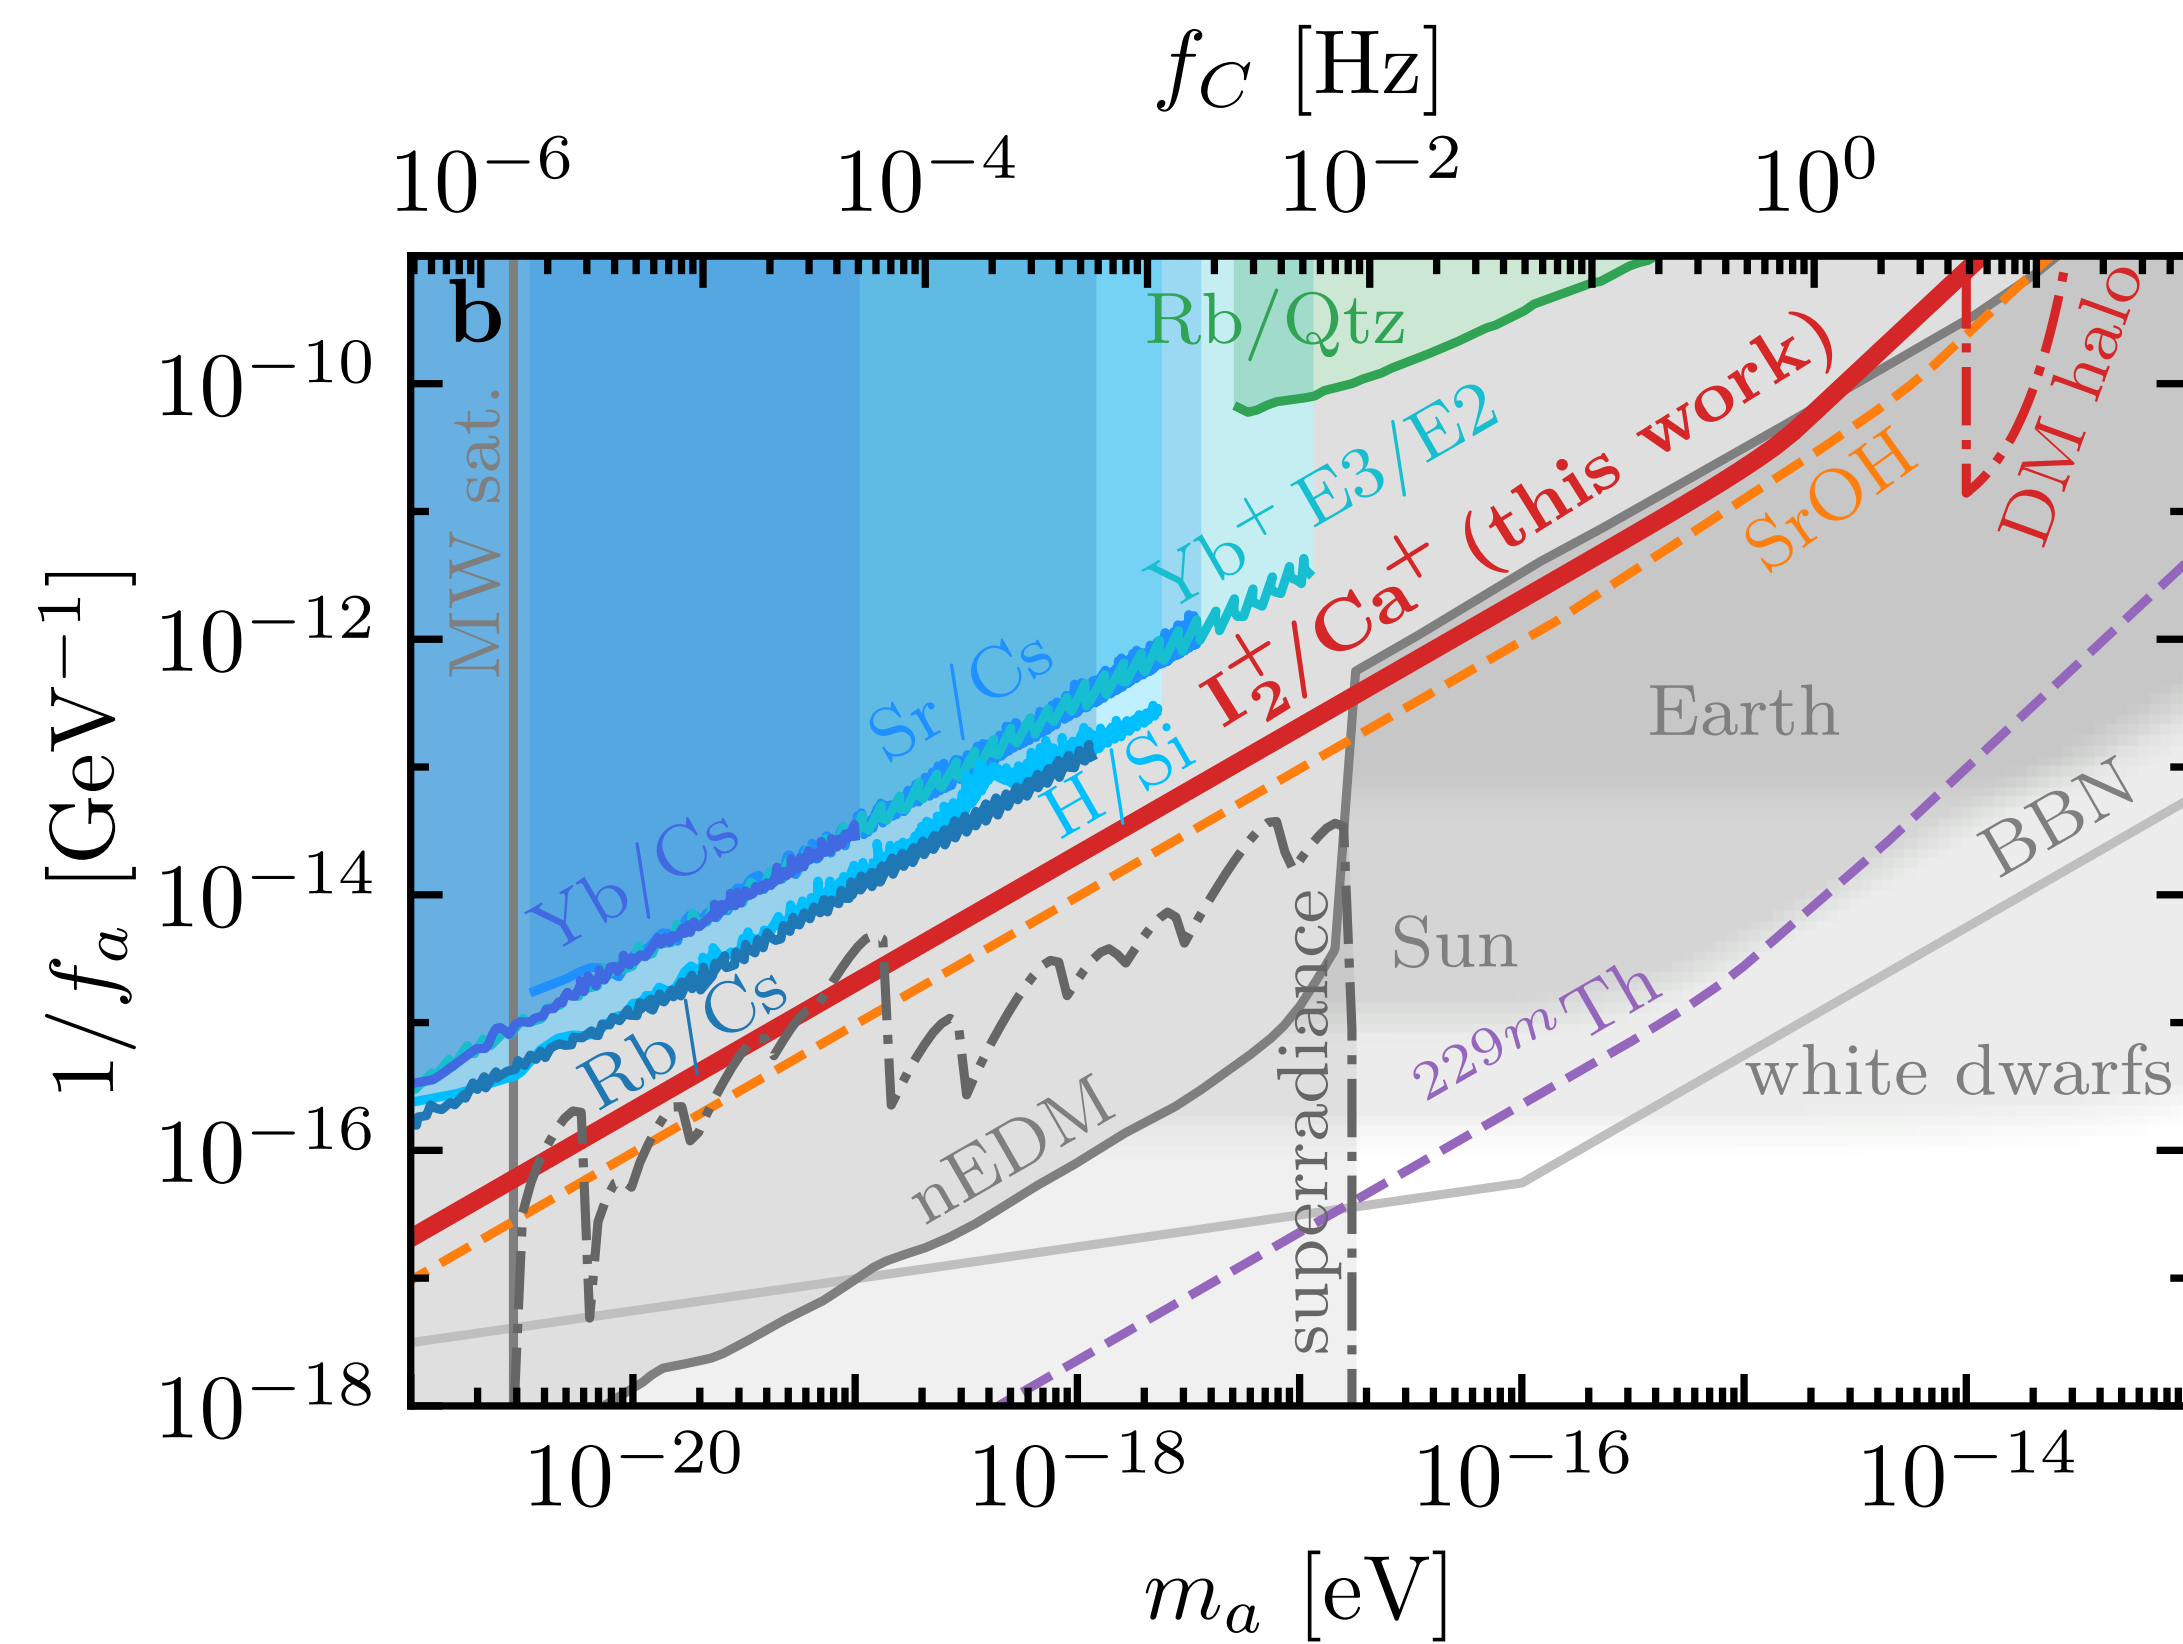 f_C [Hz]
10^−6 10^−4 10^−2 10^0
b
Rb/Qtz
10^−10
MW sat.
DM halo
Yb^+ E3/E2
SrOH
I_2^+/Ca^+ (this work)
10^−12
Sr/Cs
Earth
H/Si
BBN
Yb/Cs
10^−14
Sun
Rb/Cs
229mTh
white dwarfs
10^−16
nEDM
superradiance
10^−18
1/f_a [GeV^−1]
10^−20 10^−18 10^−16 10^−14
m_a [eV]